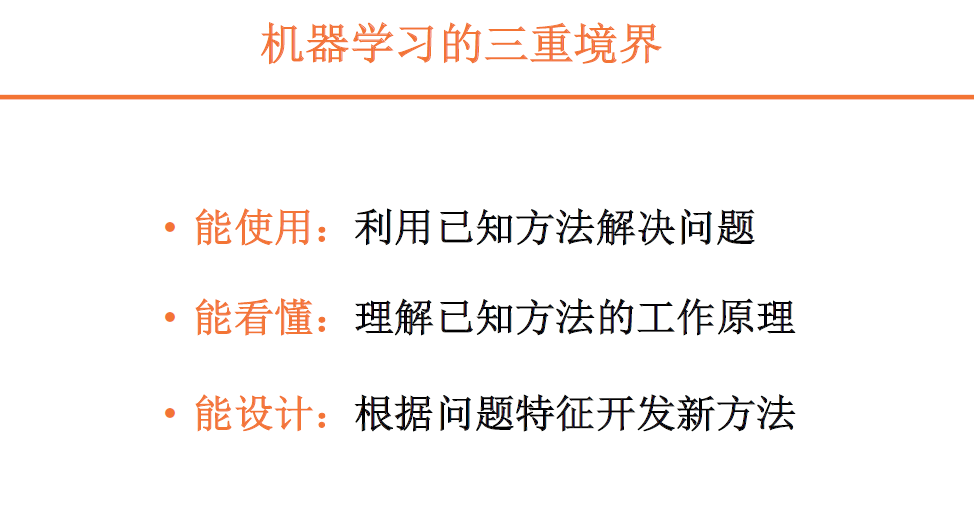 机器学习的三重境界
• 能使用：利用已知方法解决问题
• 能看懂：理解已知方法的工作原理
• 能设计：根据问题特征开发新方法